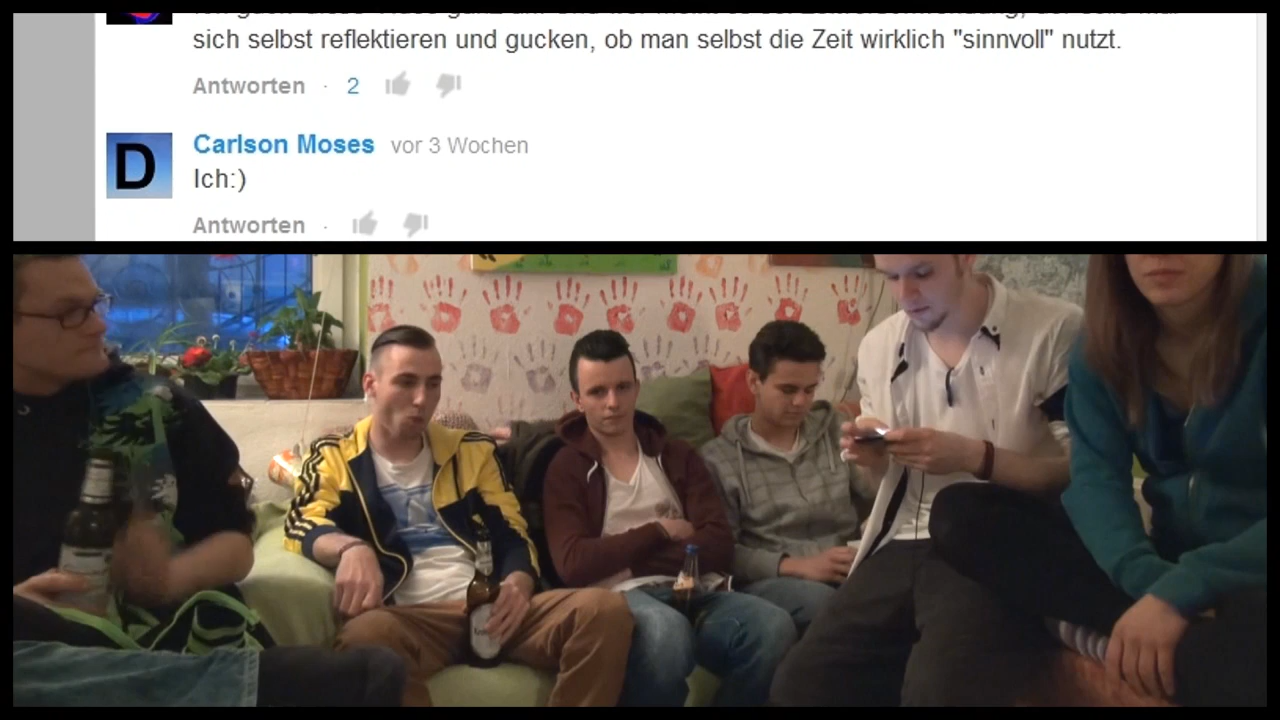 sich selbst reflektieren und gucken, ob man selbst die Zeit wirklich "sinnvoll" nutzt.
Antworten · 2
D
Carlson Moses vor 3 Wochen
Ich:)
Antworten ·